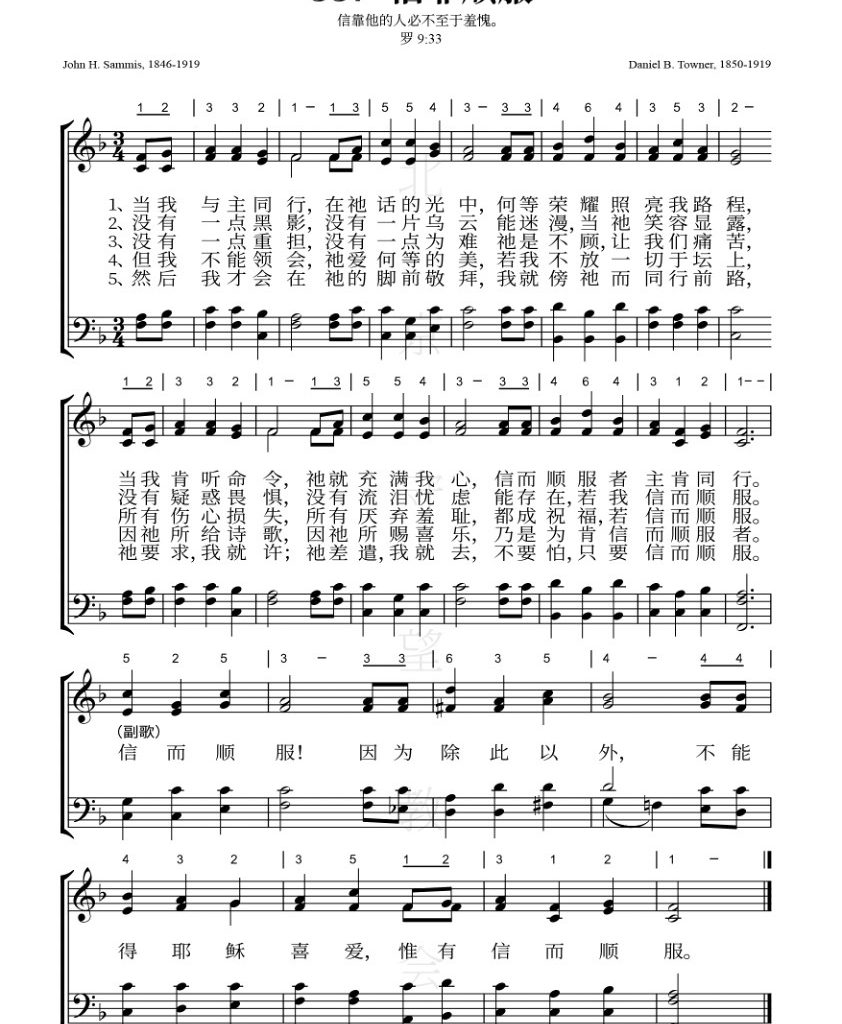 信靠他的人必不至于羞愧。
罗 9:33
John H. Sammis, 1846-1919 Daniel B. Towner, 1850-1919
1 2 | 3 3 2 | 1 – 1 3 | 5 5 4 | 3 – 3 3 | 4 6 4 | 3 5 3 | 2 –
1、当我 与主同行,在祂话的光中,何等荣耀照亮我路程,
2、没有一点黑影,没有一片乌云能迷漫,当祂笑容显露,
3、没有一点重担,没有一点为难祂是不顾,让我们痛苦,
4、但我不能领会,祂爱何等的美,若我不放一切于坛上,
5、然后我才会在祂的脚前敬拜,我就傍祂而同行前路,
1 2 | 3 3 2 | 1 – 1 3 | 5 5 4 | 3 – 3 3 | 4 6 4 | 3 1 2 | 1 – – |
当我肯听命令,祂就充满我心,信而顺服者主肯同行。
没有疑惑畏惧,没有流泪忧虑能存在,若我信而顺服。
所有伤心损失,所有厌弃羞耻,都成祝福,若信而顺服。
因祂所给诗歌,因祂所赐喜乐,乃是为肯信而顺服者。
祂要求,我就许;祂差遣,我就去,不要怕,只要信而顺服。
5 2 5 | 3 – 3 3 | 6 3 5 | 4 – 4 4 |
(副歌)
信而顺服!因为除此以外,不能
4 3 2 | 3 5 1 2 | 3 1 2 | 1 –
得耶稣喜爱,惟有信而顺服。